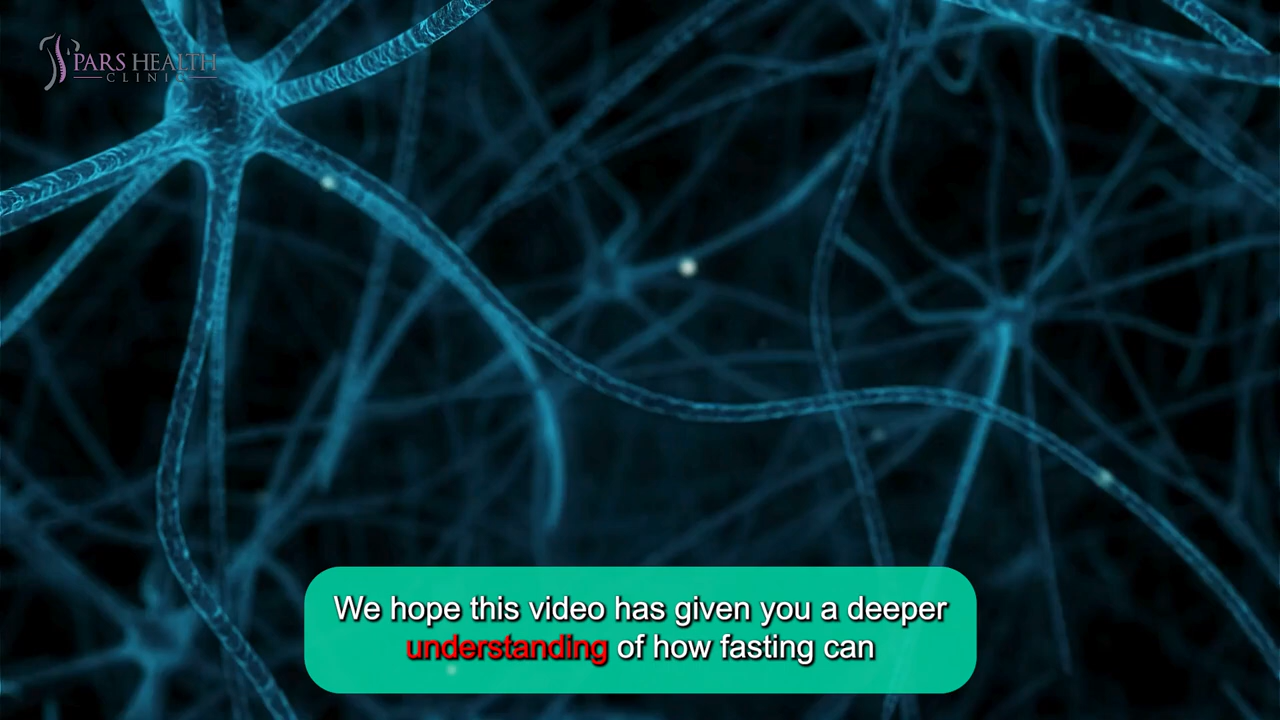 PARS HEALTH
CLINIC
We hope this video has given you a deeper
understanding of how fasting can